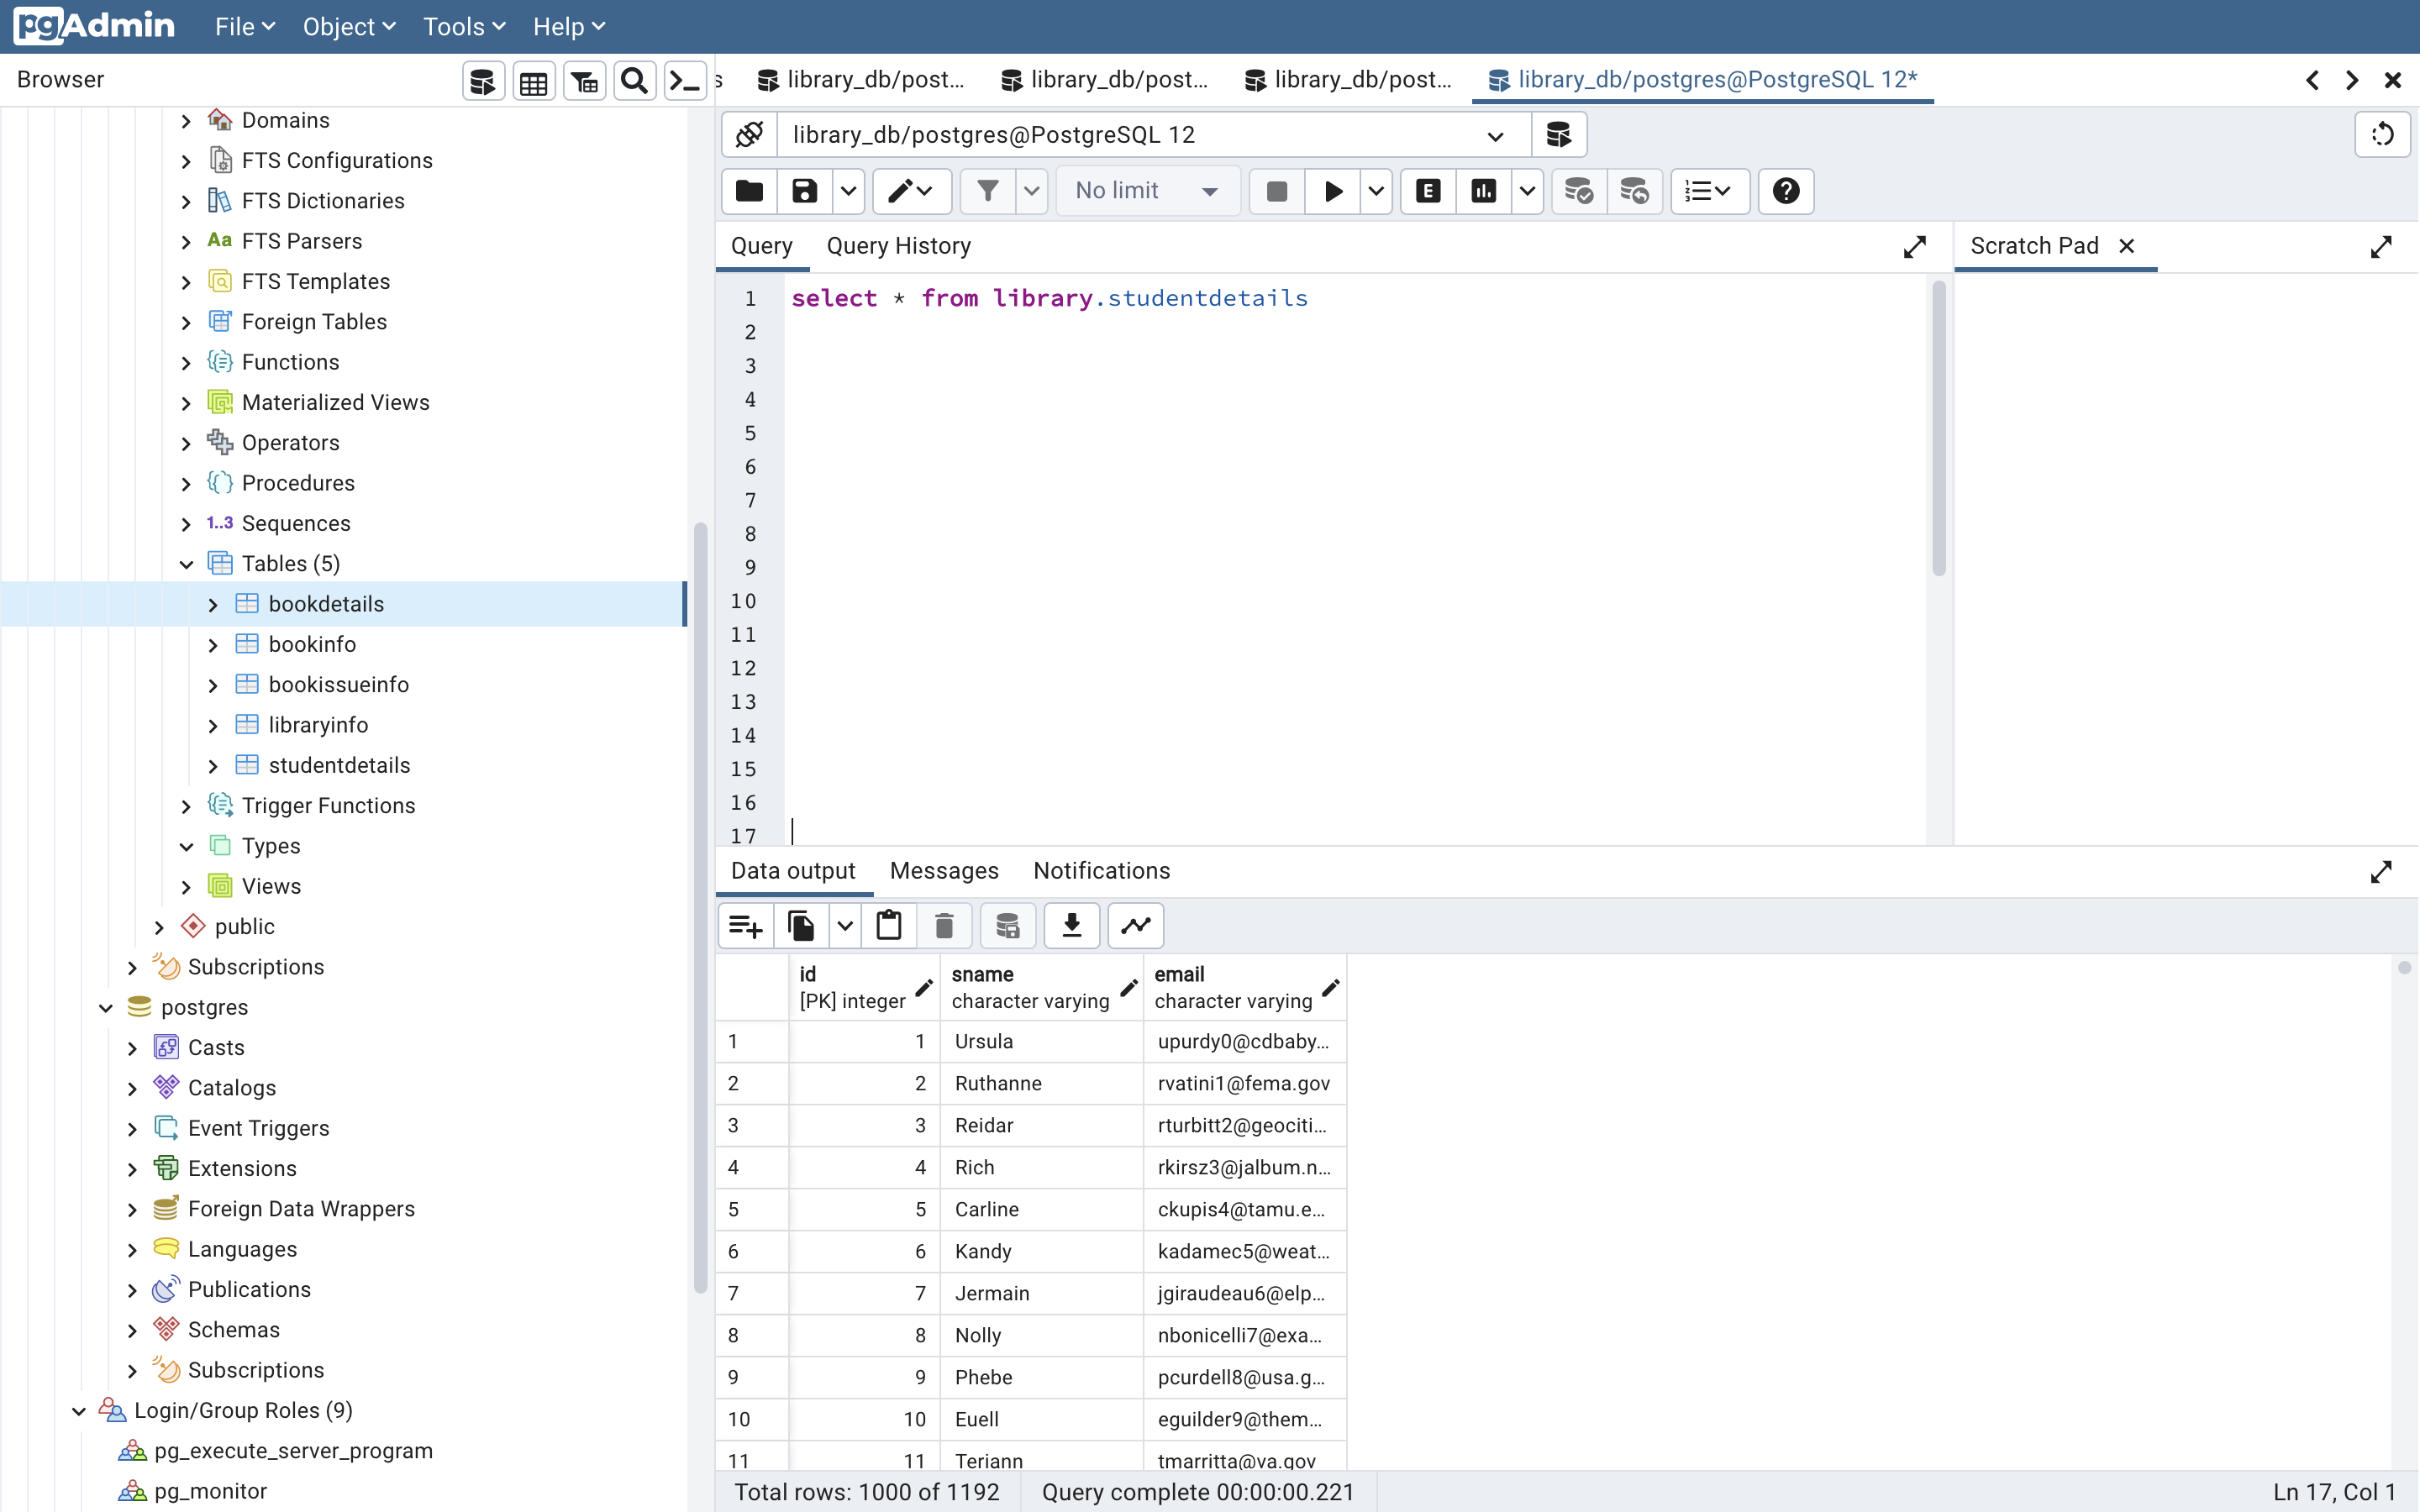 pgAdmin File Object Tools Help
Browser
s library_db/post... library_db/post... library_db/post... library_db/postgres@PostgreSQL 12*
library_db/postgres@PostgreSQL 12
No limit
E
Query Query History
Scratch Pad
Domains
FTS Configurations
FTS Dictionaries
Aa FTS Parsers
FTS Templates
Foreign Tables
Functions
Materialized Views
Operators
Procedures
1..3 Sequences
Tables (5)
bookdetails
bookinfo
bookissueinfo
libraryinfo
studentdetails
Trigger Functions
Types
Views
public
Subscriptions
postgres
Casts
Catalogs
Event Triggers
Extensions
Foreign Data Wrappers
Languages
Publications
Schemas
Subscriptions
Login/Group Roles (9)
pg_execute_server_program
pg_monitor
1 select * from library.studentdetails
2
3
4
5
6
7
8
9
10
11
12
13
14
15
16
17
Data output Messages Notifications
id sname email
[PK] integer character varying character varying
1 1 Ursula upurdy0@cdbaby...
2 2 Ruthanne rvatini1@fema.gov
3 3 Reidar rturbitt2@geociti...
4 4 Rich rkirsz3@jalbum.n...
5 5 Carline ckupis4@tamu.e...
6 6 Kandy kadamec5@weat...
7 7 Jermain jgiraudeau6@elp...
8 8 Nolly nbonicelli7@exa...
9 9 Phebe pcurdell8@usa.g...
10 10 Euell eguilder9@them...
11 11 Teriann tmarritta@va.gov
Total rows: 1000 of 1192 Query complete 00:00:00.221 Ln 17, Col 1